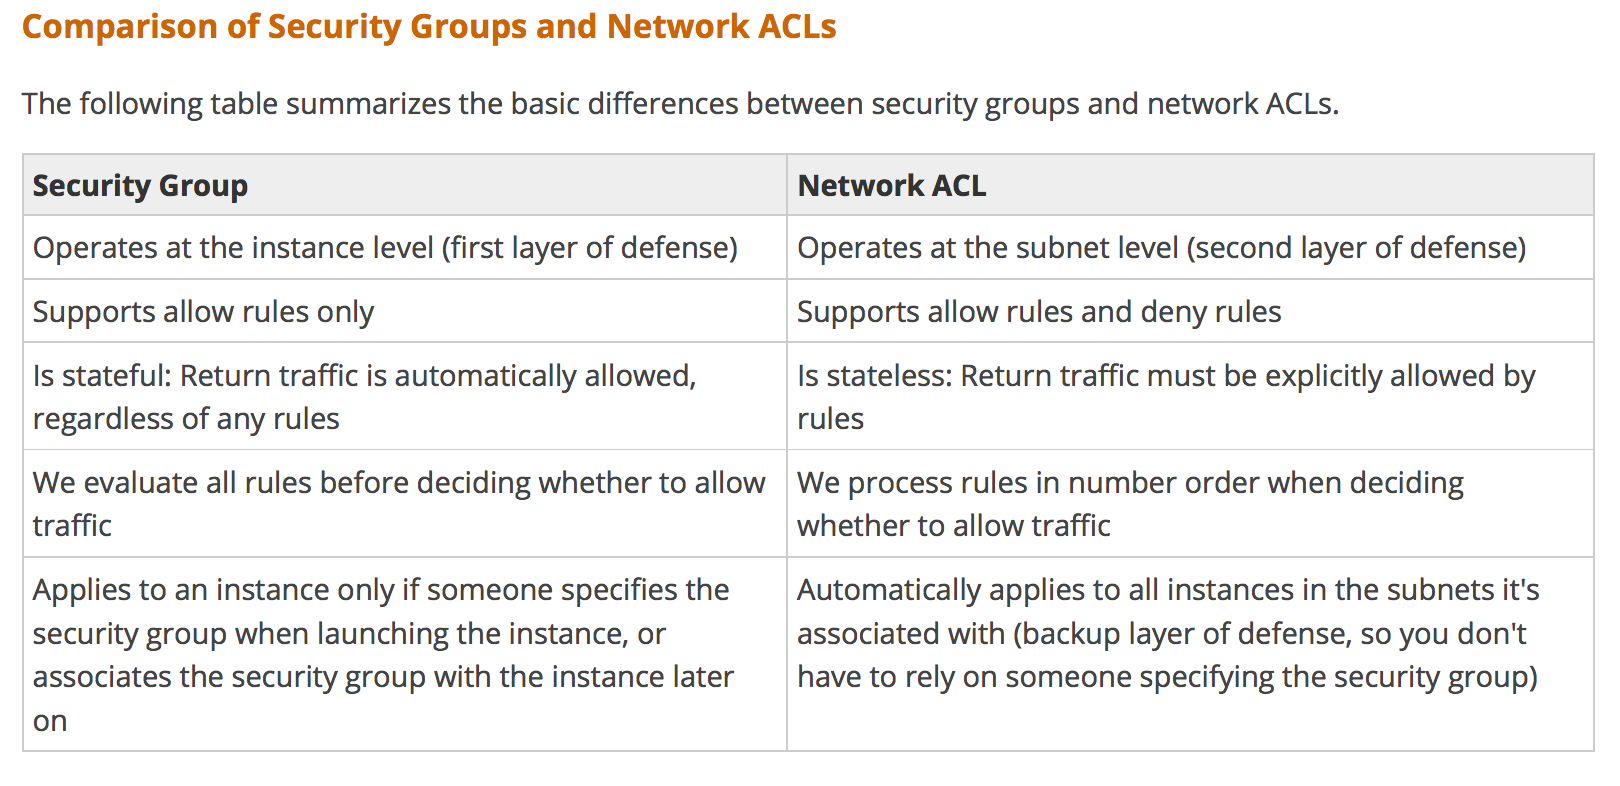 Comparison of Security Groups and Network ACLs
The following table summarizes the basic differences between security groups and network ACLs.
Security Group
Network ACL
Operates at the instance level (first layer of defense)
Operates at the subnet level (second layer of defense)
Supports allow rules only
Supports allow rules and deny rules
Is stateful: Return traffic is automatically allowed,
regardless of any rules
Is stateless: Return traffic must be explicitly allowed by
rules
We evaluate all rules before deciding whether to allow
traffic
We process rules in number order when deciding
whether to allow traffic
Applies to an instance only if someone specifies the
security group when launching the instance, or
associates the security group with the instance later
on
Automatically applies to all instances in the subnets it's
associated with (backup layer of defense, so you don't
have to rely on someone specifying the security group)